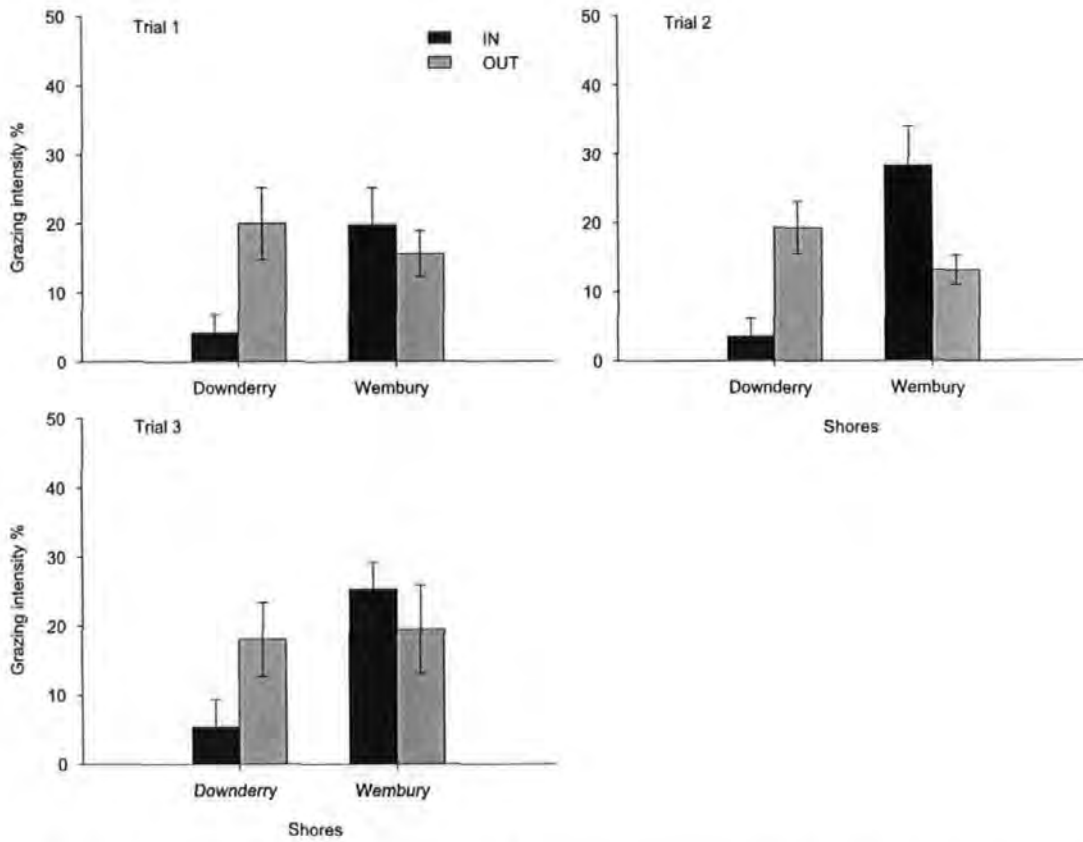 Trial 1
IN
OUT
Grazing intensity %
50
40
30
20
10
0
Downderry
Wembury
Trial 2
50
40
30
20
10
0
Downderry
Wembury
Shores
Trial 3
Grazing intensity %
50
40
30
20
10
0
Downderry
Wembury
Shores